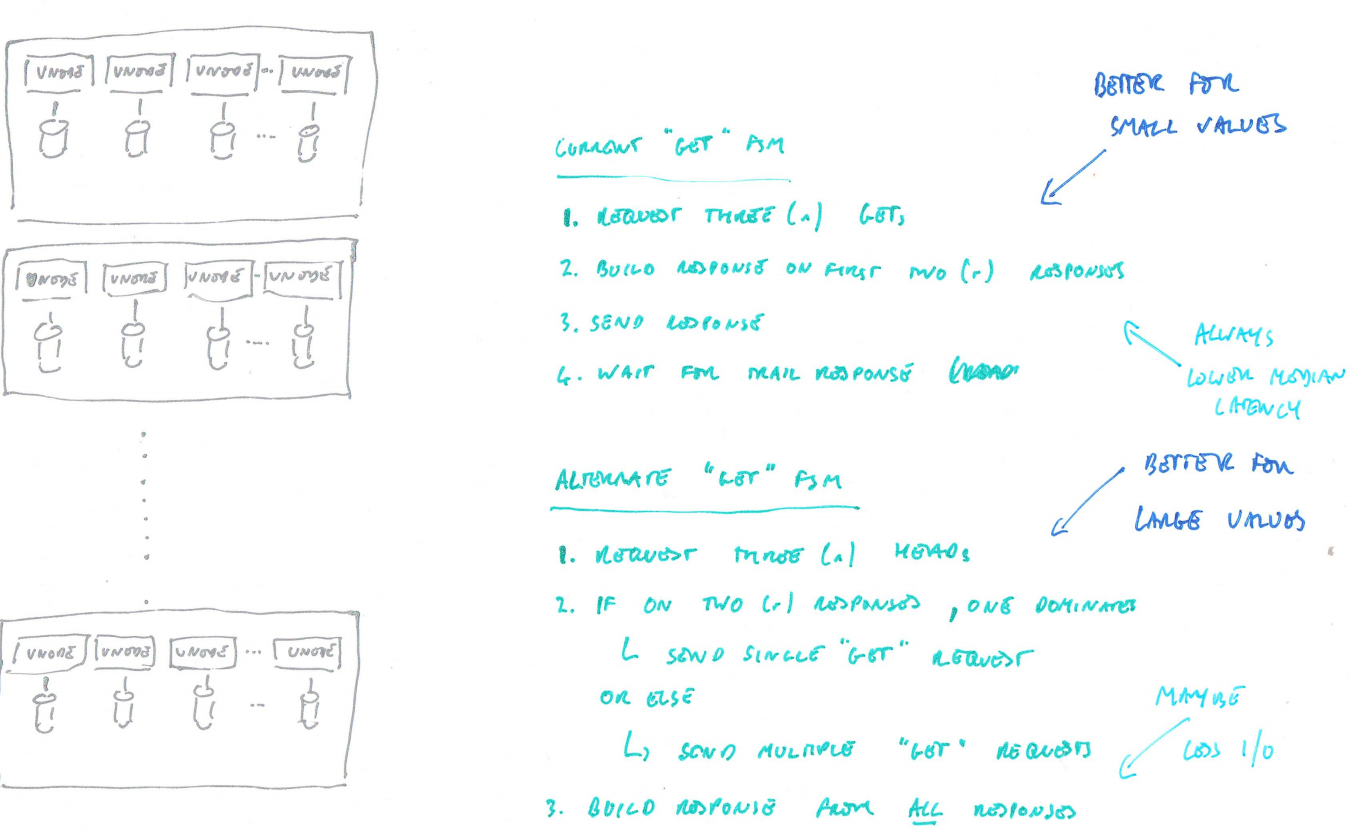 VNODE VNODE VNODE ... VNODE
VNODE VNODE VNODE - VNODE
VNODE VNODE VNODE ... VNODE
CURRENT "GET" FSM
BETTER FOR
SMALL VALUES
1. REQUEST THREE (n) GETs
2. BUILD RESPONSE ON FIRST TWO (r) RESPONSES
3. SEND RESPONSE
4. WAIT FOR TRAIL RESPONSE
ALWAYS
LOWER MEDIAN
LATENCY
ALTERNATE "GET" FSM
BETTER FOR
LARGE VALUES
1. REQUEST THREE (n) HEADs
2. IF ON TWO (r) RESPONSES, ONE DOMINATES
SEND SINGLE "GET" REQUEST
OR ELSE
SEND MULTIPLE "GET" REQUESTS
MAYBE
LESS I/O
3. BUILD RESPONSE FROM ALL RESPONSES